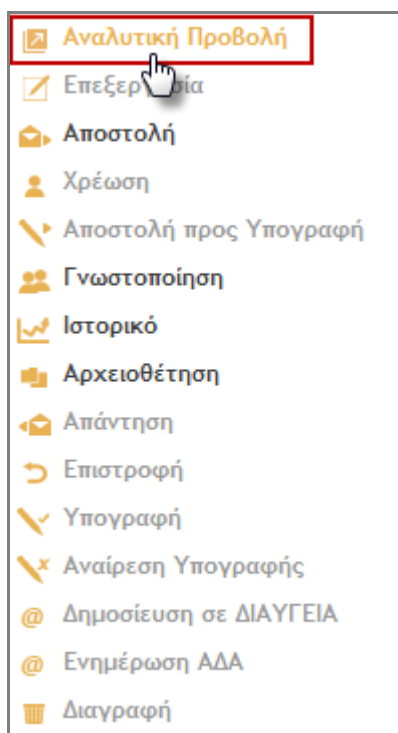 Αναλυτική Προβολή
Επεξεργασία
Αποστολή
Χρέωση
Αποστολή προς Υπογραφή
Γνωστοποίηση
Ιστορικό
Αρχειοθέτηση
Απάντηση
Επιστροφή
Υπογραφή
Αναίρεση Υπογραφής
@ Δημοσίευση σε ΔΙΑΥΓΕΙΑ
@ Ενημέρωση ΑΔΑ
Διαγραφή